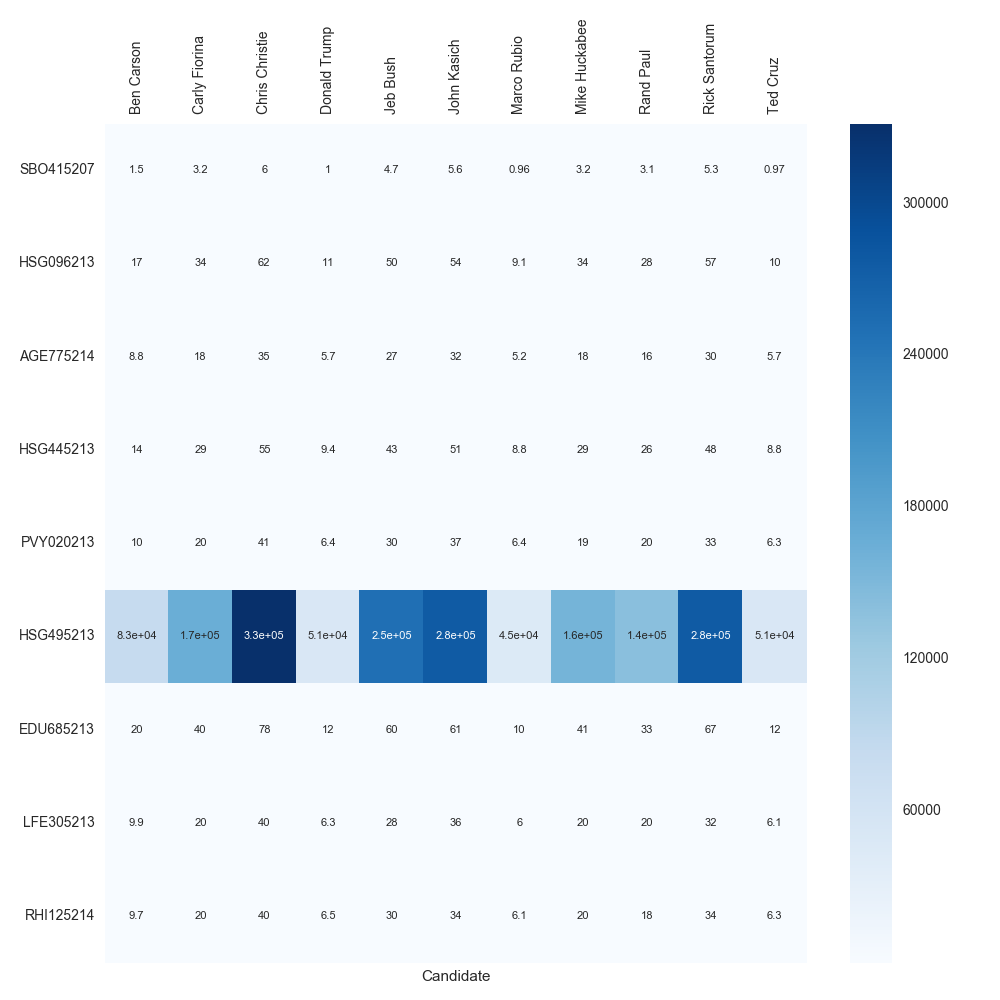 Ben Carson Carly Fiorina Chris Christie Donald Trump Jeb Bush John Kasich Marco Rubio Mike Huckabee Rand Paul Rick Santorum Ted Cruz
SBO415207 1.5 3.2 6 1 4.7 5.6 0.96 3.2 3.1 5.3 0.97
HSG096213 17 34 62 11 50 54 9.1 34 28 57 10
AGE775214 8.8 18 35 5.7 27 32 5.2 18 16 30 5.7
HSG445213 14 29 55 9.4 43 51 8.8 29 26 48 8.8
PVY020213 10 20 41 6.4 30 37 6.4 19 20 33 6.3
HSG495213 8.3e+04 1.7e+05 3.3e+05 5.1e+04 2.5e+05 2.8e+05 4.5e+04 1.6e+05 1.4e+05 2.8e+05 5.1e+04
EDU685213 20 40 78 12 60 61 10 41 33 67 12
LFE305213 9.9 20 40 6.3 28 36 6 20 20 32 6.1
RHI125214 9.7 20 40 6.5 30 34 6.1 20 18 34 6.3
Candidate
300000
240000
180000
120000
60000